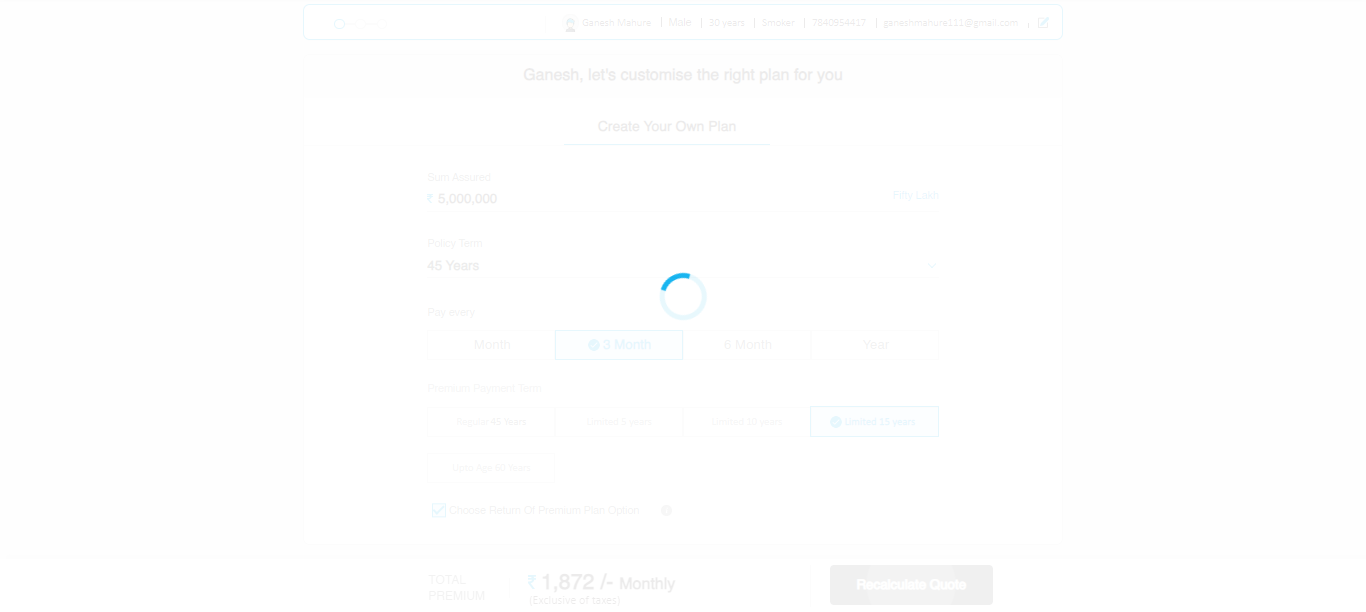 Ganesh Mahure | Male | 30 years | Smoker | 7840954417 | ganeshmahure111@gmail.com
Ganesh, let's customise the right plan for you
Create Your Own Plan
Sum Assured
₹ 5,000,000 Fifty Lakh
Policy Term
45 Years
Pay every
Month 3 Month 6 Month Year
Premium Payment Term
Regular 45 Years Limited 5 years Limited 10 years Limited 15 years
Upto Age 60 Years
Choose Return Of Premium Plan Option
TOTAL ₹ 1,872 /- Monthly
PREMIUM (Exclusive of taxes)
Recalculate Quote